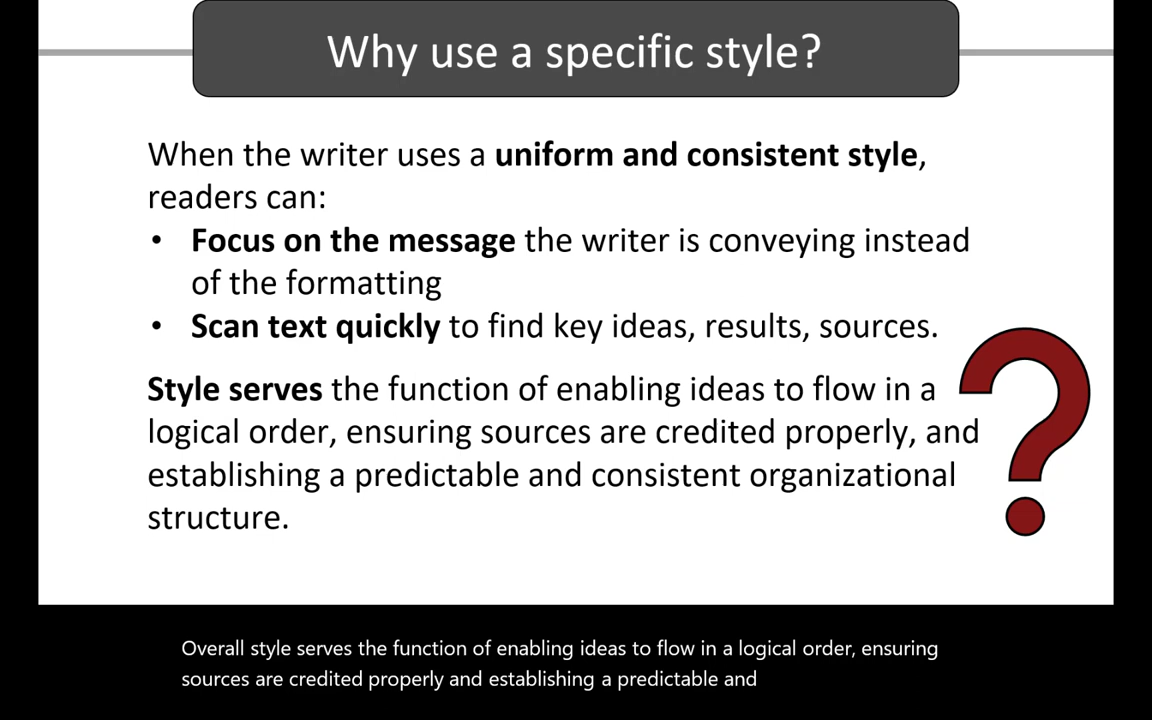 Why use a specific style?
When the writer uses a uniform and consistent style,
readers can:
• Focus on the message the writer is conveying instead
of the formatting
• Scan text quickly to find key ideas, results, sources.
Style serves the function of enabling ideas to flow in a
logical order, ensuring sources are credited properly, and
establishing a predictable and consistent organizational
structure.
?
Overall style serves the function of enabling ideas to flow in a logical order, ensuring
sources are credited properly and establishing a predictable and